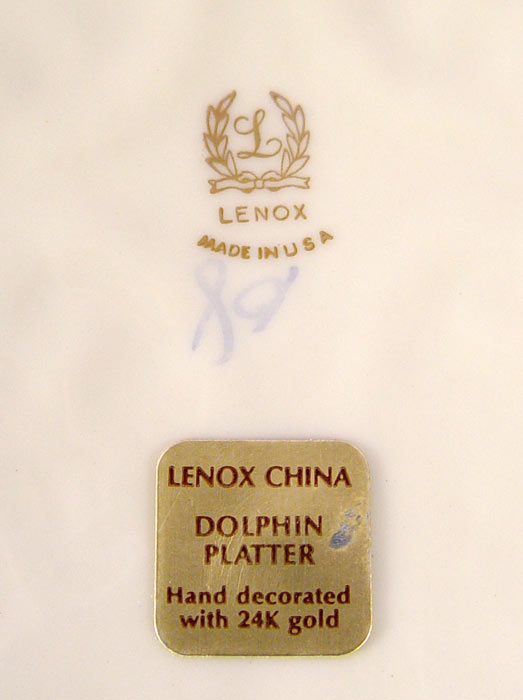 L
LENOX
MADE IN USA
LENOX CHINA
DOLPHIN
PLATTER
Hand decorated
with 24K gold